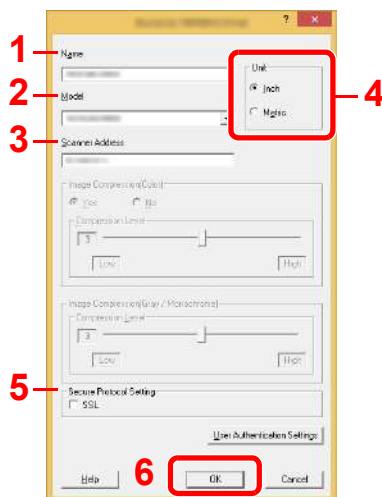 ? ×
1 Name
Unit
Inch
4
2 Model
Metric
3 Scanner Address
Image Compression(Color)
Yes No
Compression Level
3
Low High
Image Compression(Gray / Monochrome)
Compression Level
3
Low High
5 Secure Protocol Setting
SSL
User Authentication Settings
Help 6 OK Cancel